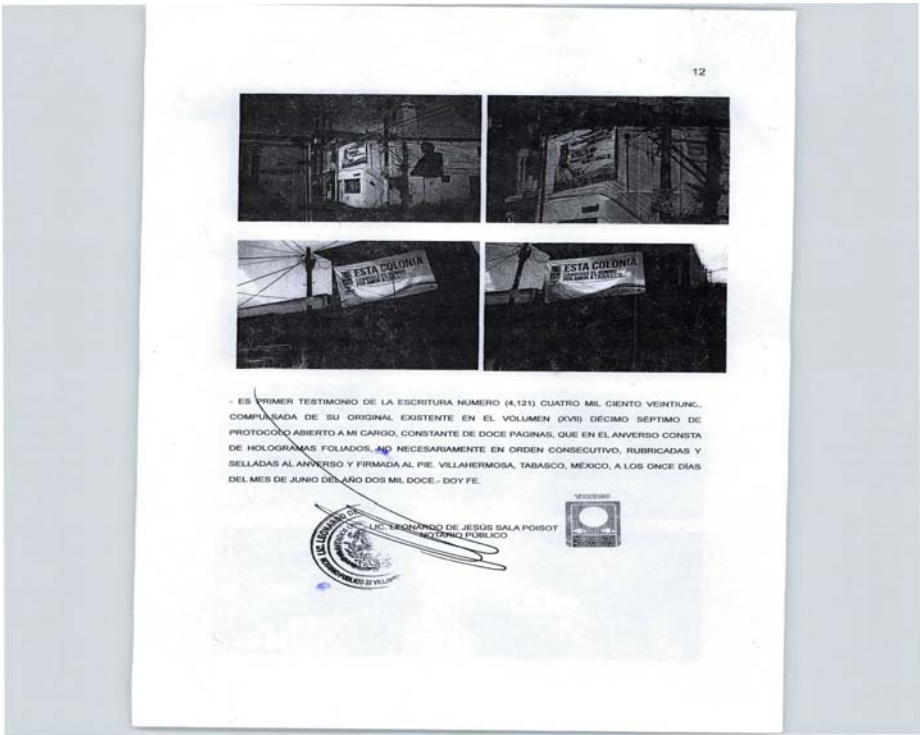 12
ESTA COLONIA
ESTA COLONIA
- ES PRIMER TESTIMONIO DE LA ESCRITURA NUMERO (4,121) CUATRO MIL CIENTO VEINTIUNO,
COMPULSADA DE SU ORIGINAL EXISTENTE EN EL VOLUMEN (XVII) DÉCIMO SÉPTIMO DE
PROTOCOLO ABIERTO A MI CARGO, CONSTANTE DE DOCE PÁGINAS, QUE EN EL ANVERSO CONSTA
DE HOLOGRAMAS FOLIADOS, NO NECESARIAMENTE EN ORDEN CONSECUTIVO, RUBRICADAS Y
SELLADAS AL ANVERSO Y FIRMADA AL PIE. VILLAHERMOSA, TABASCO, MÉXICO, A LOS ONCE DÍAS
DEL MES DE JUNIO DEL AÑO DOS MIL DOCE.- DOY FE.
LIC. LEONARDO DE JESÚS SALA POISOT
NOTARIO PÚBLICO
LIC. LEONARDO DE